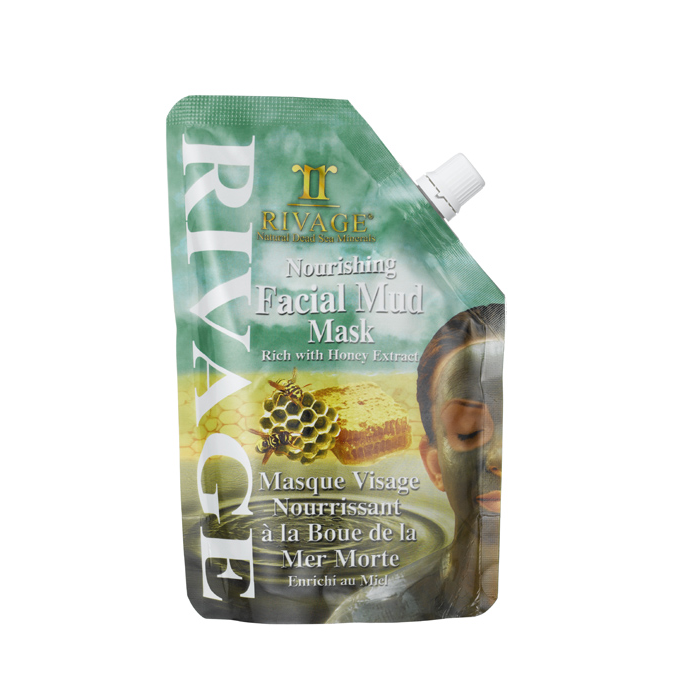 RIVAGE
RIVAGE
Natural Dead Sea Minerals
Nourishing
Facial Mud
Mask
Rich with Honey Extract
Masque Visage
Nourrissant
à la Boue de la
Mer Morte
Enrichi au Miel